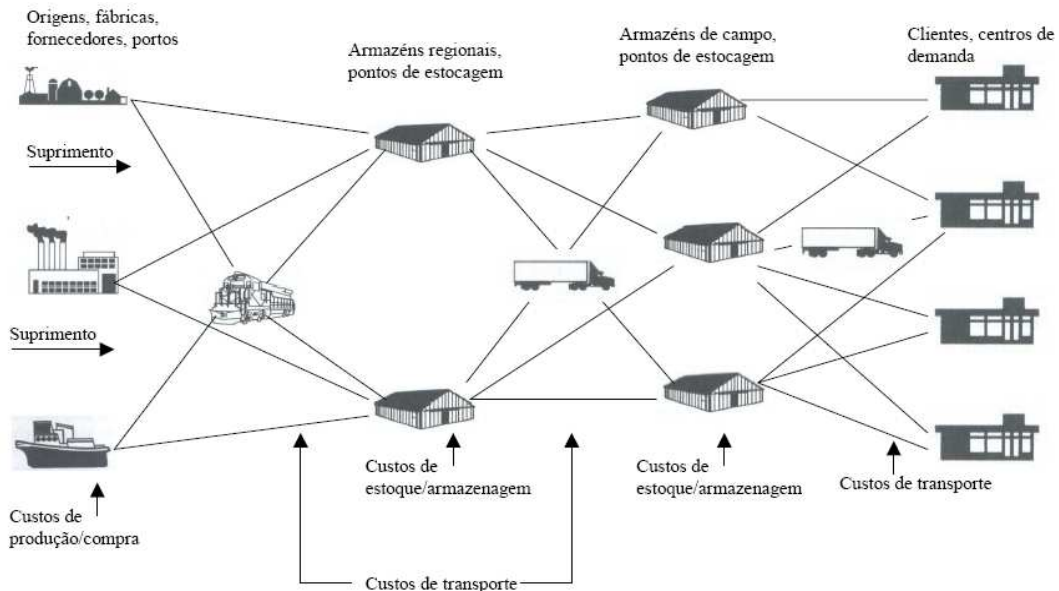 Origens, fábricas,
fornecedores, portos
Armazéns regionais,
pontos de estocagem
Armazéns de campo,
pontos de estocagem
Clientes, centros de
demanda
Suprimento
Suprimento
Custos de
produção/compra
Custos de
estoque/armazenagem
Custos de
estoque/armazenagem
Custos de transporte
Custos de transporte